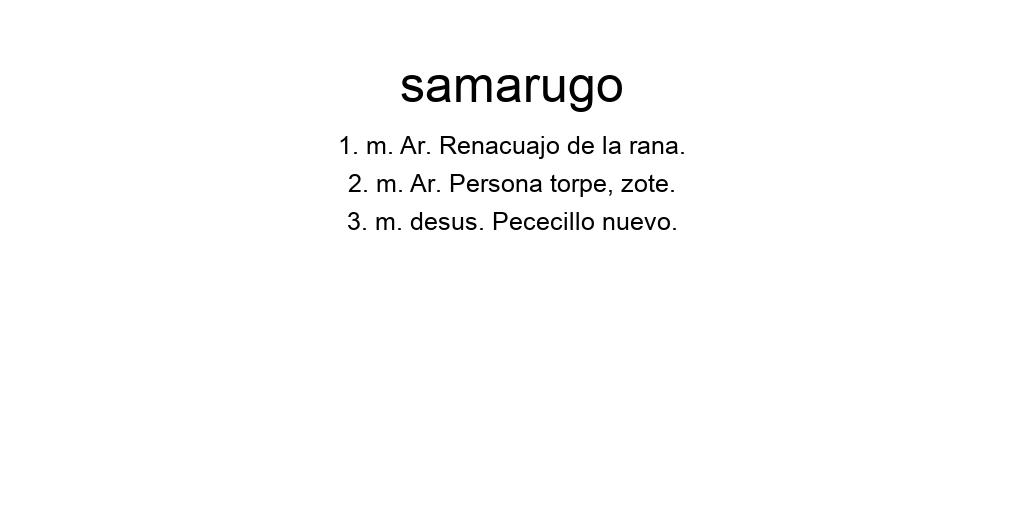 samarugo
1. m. Ar. Renacuajo de la rana.
2. m. Ar. Persona torpe, zote.
3. m. desus. Pececillo nuevo.